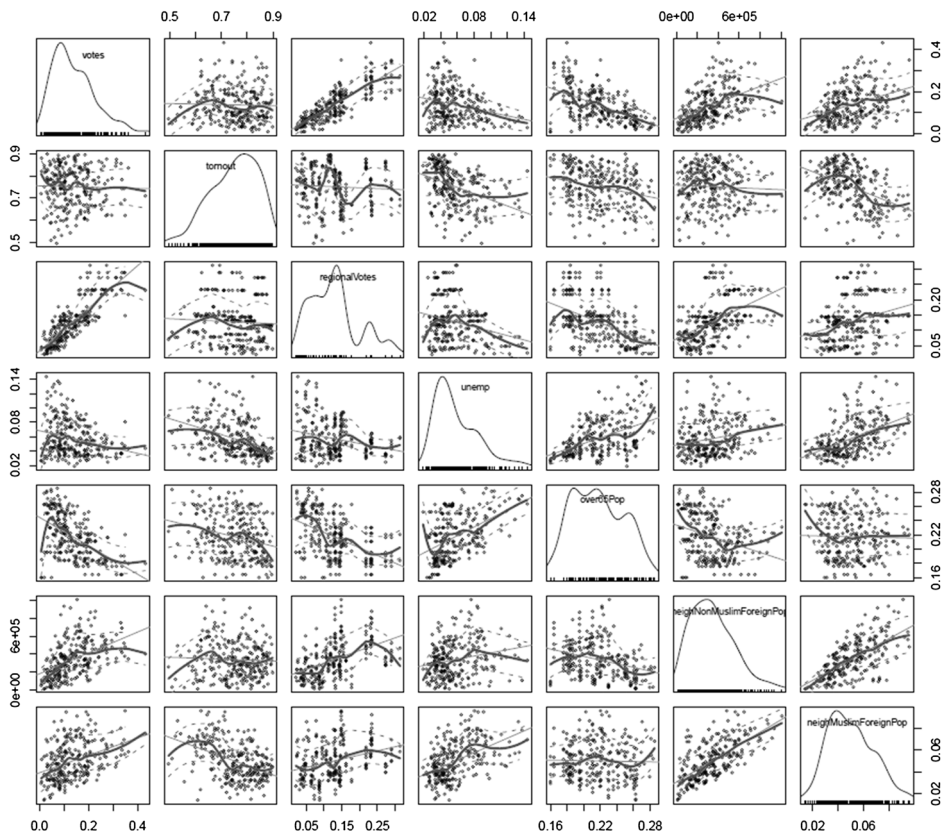 0.5 0.7 0.9
0.02 0.08 0.14
0e+00 6e+05
votes
0.4
0.2
0.0
0.9
0.7
0.5
tornout
regionalVotes
0.20
0.05
0.14
0.08
0.02
unemp
over65Pop
0.28
0.22
0.16
6e+05
0e+00
neighNonMuslimForeignPop
neighMuslimForeignPop
0.06
0.02
0.0 0.2 0.4
0.05 0.15 0.25
0.16 0.22 0.28
0.02 0.06